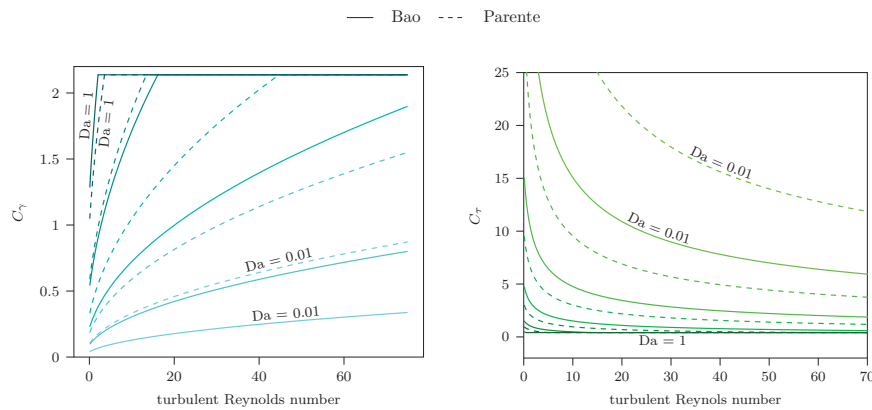 Bao Parente
2
1.5
1
0.5
0
Cγ
Da = 1
Da = 1
Da = 0.01
Da = 0.01
0 20 40 60
turbulent Reynolds number
25
20
15
10
5
0
Cτ
Da = 0.01
Da = 0.01
Da = 1
0 10 20 30 40 50 60 70
turbulent Reynols number